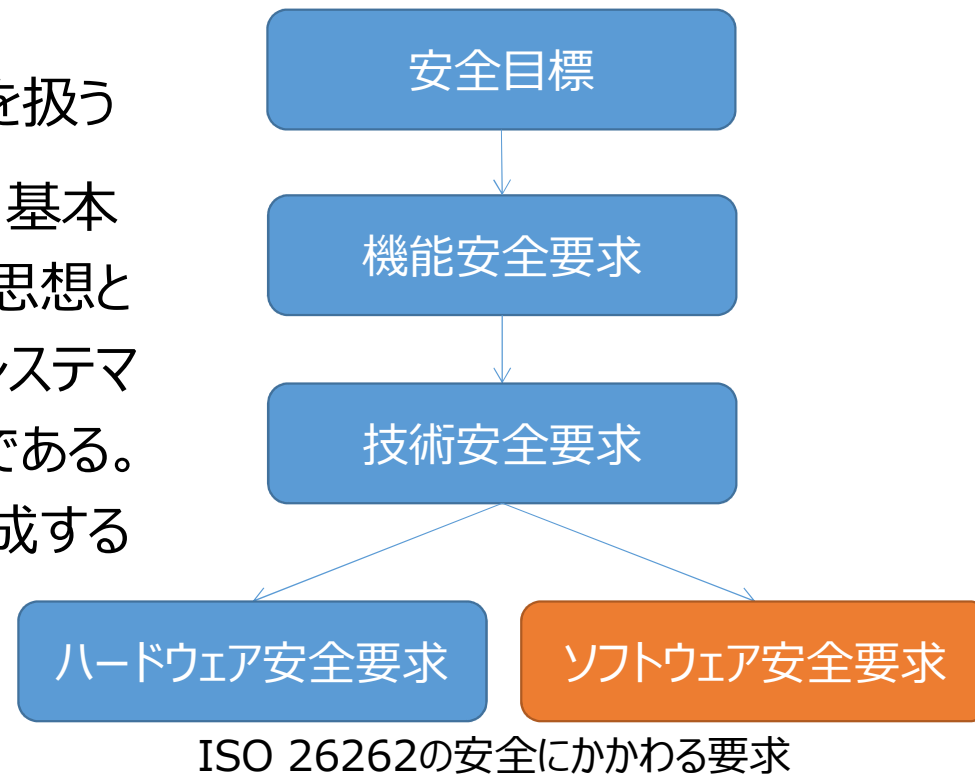 を扱う
基本
思想と
システマ
である。
成する
安全目標
機能安全要求
技術安全要求
ハードウェア安全要求
ソフトウェア安全要求
ISO 26262の安全にかかわる要求